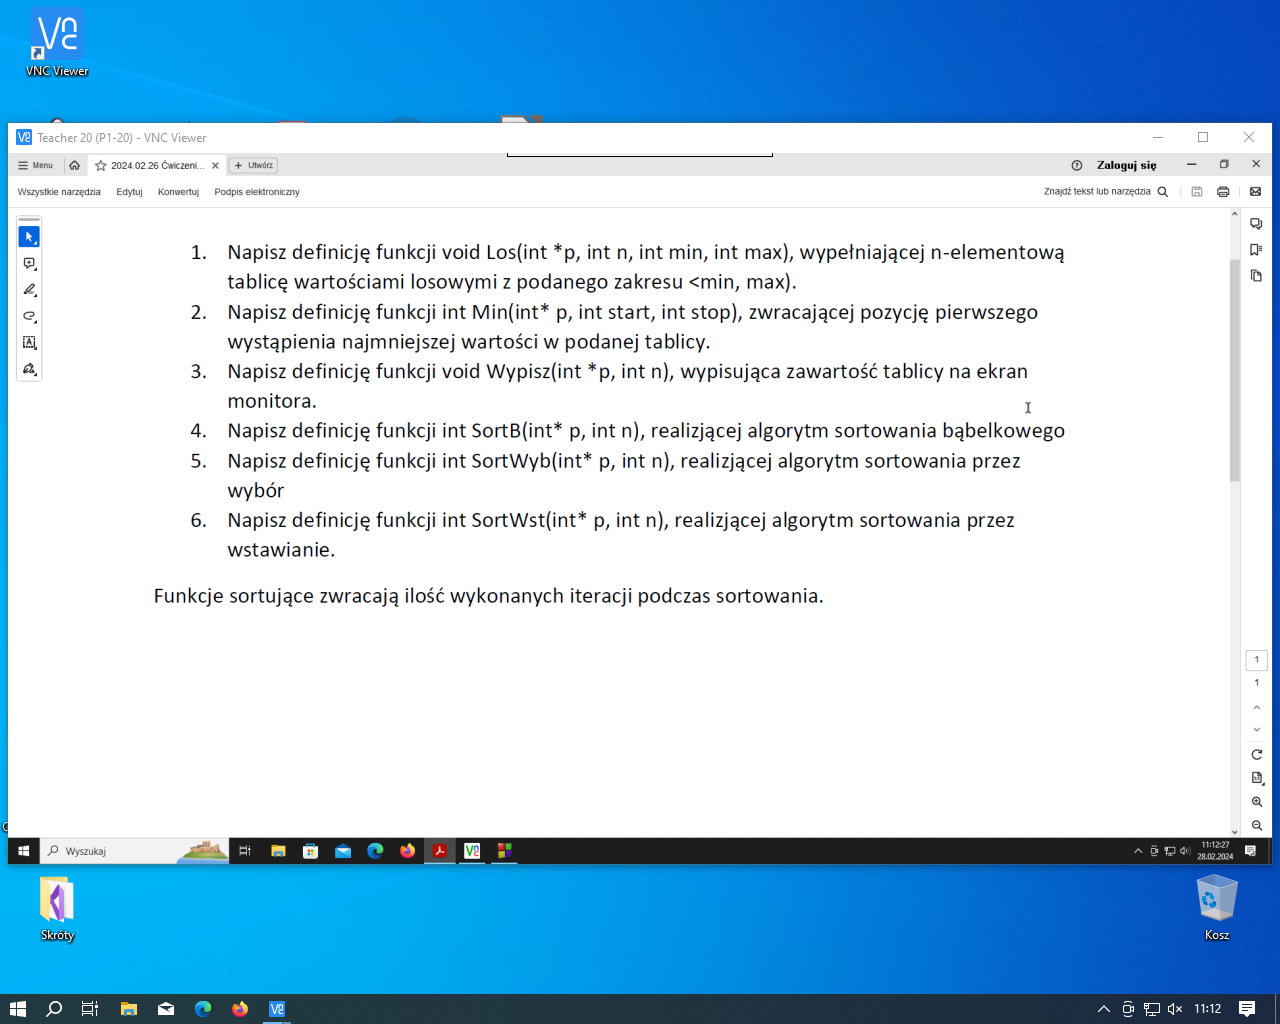 VNC Viewer
Teacher 20 (P1-20) - VNC Viewer
Menu
2024.02.26 Ćwiczeni...
Utwórz
Zaloguj się
Wszystkie narzędzia
Edytuj
Konwertuj
Podpis elektroniczny
Znajdź tekst lub narzędzia
1. Napisz definicję funkcji void Los(int *p, int n, int min, int max), wypełniającej n-elementową
tablicę wartościami losowymi z podanego zakresu <min, max).
2. Napisz definicję funkcji int Min(int* p, int start, int stop), zwracającej pozycję pierwszego
wystąpienia najmniejszej wartości w podanej tablicy.
3. Napisz definicję funkcji void Wypisz(int *p, int n), wypisująca zawartość tablicy na ekran
monitora.
4. Napisz definicję funkcji int SortB(int* p, int n), realizjącej algorytm sortowania bąbelkowego
5. Napisz definicję funkcji int SortWyb(int* p, int n), realizjącej algorytm sortowania przez
wybór
6. Napisz definicję funkcji int SortWst(int* p, int n), realizjącej algorytm sortowania przez
wstawianie.
Funkcje sortujące zwracają ilość wykonanych iteracji podczas sortowania.
1
1
Wyszukaj
11:12:27
28.02.2024
Skróty
Kosz
11:12